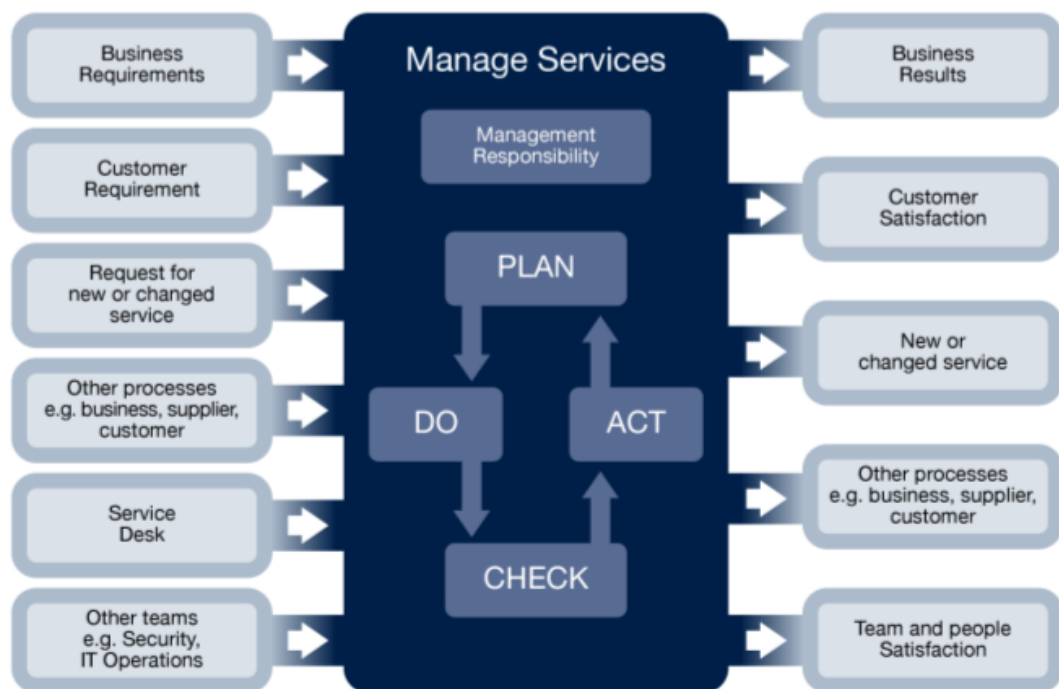 Business
Requirements
Customer
Requirement
Request for
new or changed
service
Other processes
e.g. business, supplier,
customer
Service
Desk
Other teams
e.g. Security,
IT Operations
Manage Services
Management
Responsibility
PLAN
DO
ACT
CHECK
Business
Results
Customer
Satisfaction
New or
changed service
Other processes
e.g. business, supplier,
customer
Team and people
Satisfaction